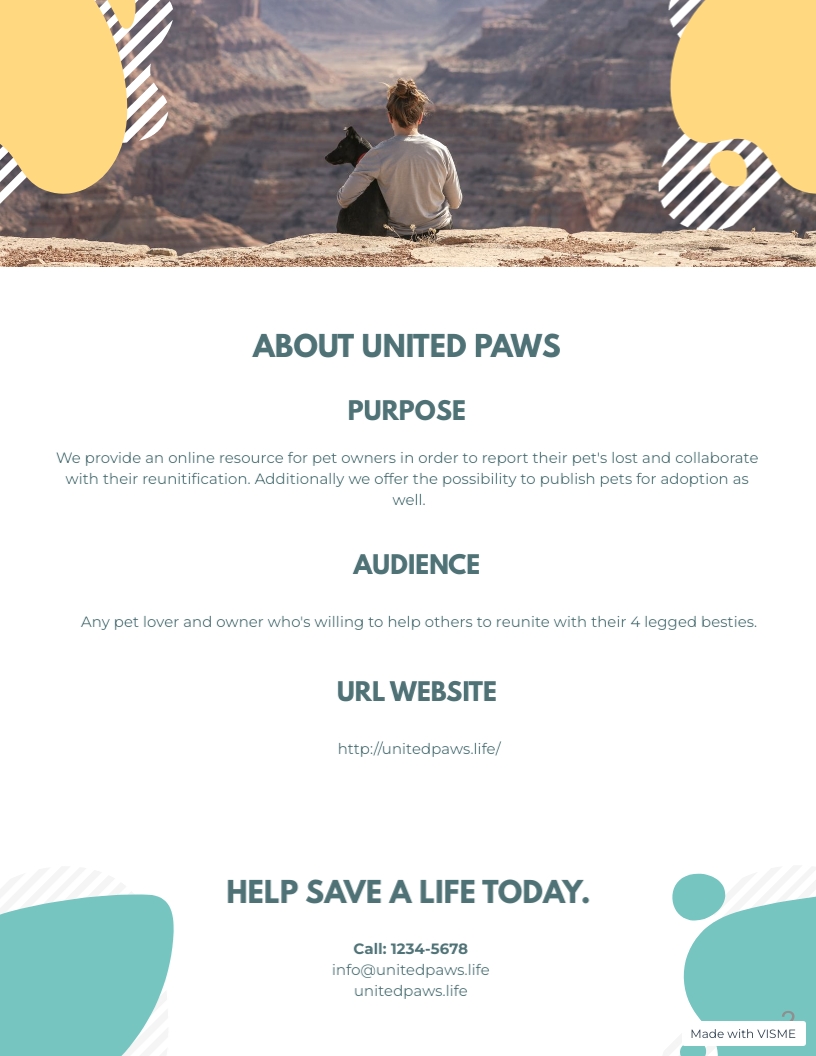 ABOUT UNITED PAWS
PURPOSE
We provide an online resource for pet owners in order to report their pet's lost and collaborate
with their reunitification. Additionally we offer the possibility to publish pets for adoption as
well.
AUDIENCE
Any pet lover and owner who's willing to help others to reunite with their 4 legged besties.
URL WEBSITE
http://unitedpaws.life/
HELP SAVE A LIFE TODAY.
Call: 1234-5678
info@unitedpaws.life
unitedpaws.life
Made with VISME